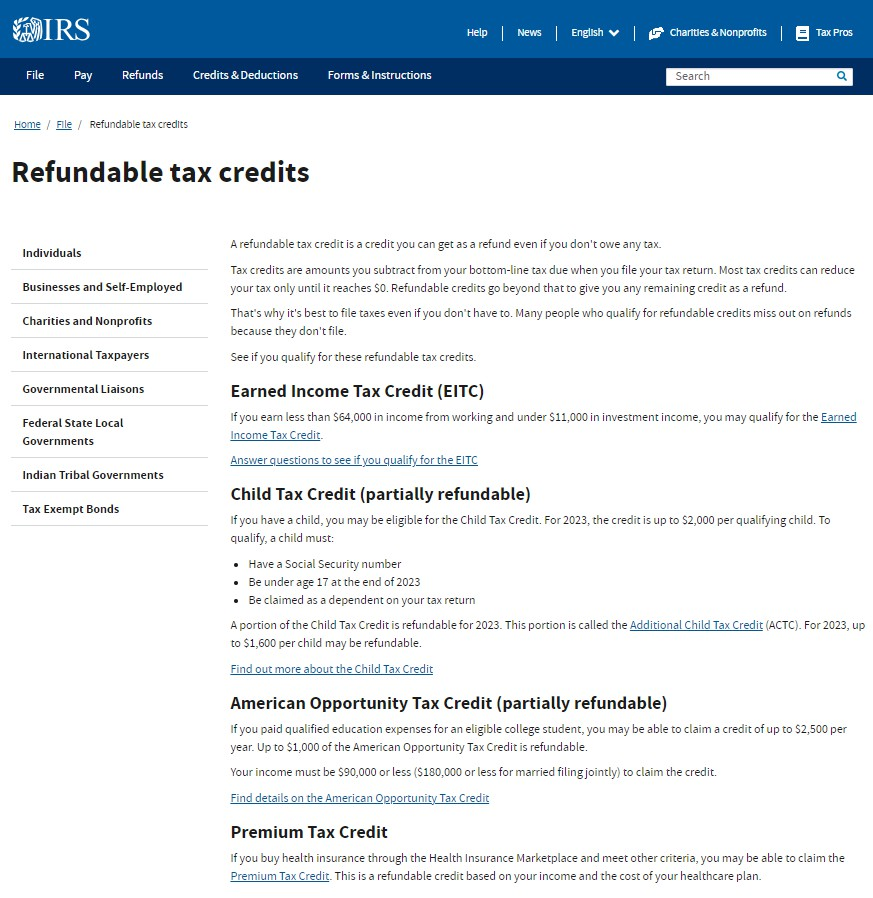 IRS
Help
News
English
Charities & Nonprofits
Tax Pros
File
Pay
Refunds
Credits & Deductions
Forms & Instructions
Search
Home / File / Refundable tax credits
Refundable tax credits
Individuals
Businesses and Self-Employed
Charities and Nonprofits
International Taxpayers
Governmental Liaisons
Federal State Local
Governments
Indian Tribal Governments
Tax Exempt Bonds
A refundable tax credit is a credit you can get as a refund even if you don't owe any tax.
Tax credits are amounts you subtract from your bottom-line tax due when you file your tax return. Most tax credits can reduce
your tax only until it reaches $0. Refundable credits go beyond that to give you any remaining credit as a refund.
That's why it's best to file taxes even if you don't have to. Many people who qualify for refundable credits miss out on refunds
because they don't file.
See if you qualify for these refundable tax credits.
Earned Income Tax Credit (EITC)
If you earn less than $64,000 in income from working and under $11,000 in investment income, you may qualify for the Earned
Income Tax Credit.
Answer questions to see if you qualify for the EITC
Child Tax Credit (partially refundable)
If you have a child, you may be eligible for the Child Tax Credit. For 2023, the credit is up to $2,000 per qualifying child. To
qualify, a child must:
• Have a Social Security number
• Be under age 17 at the end of 2023
• Be claimed as a dependent on your tax return
A portion of the Child Tax Credit is refundable for 2023. This portion is called the Additional Child Tax Credit (ACTC). For 2023, up
to $1,600 per child may be refundable.
Find out more about the Child Tax Credit
American Opportunity Tax Credit (partially refundable)
If you paid qualified education expenses for an eligible college student, you may be able to claim a credit of up to $2,500 per
year. Up to $1,000 of the American Opportunity Tax Credit is refundable.
Your income must be $90,000 or less ($180,000 or less for married filing jointly) to claim the credit.
Find details on the American Opportunity Tax Credit
Premium Tax Credit
If you buy health insurance through the Health Insurance Marketplace and meet other criteria, you may be able to claim the
Premium Tax Credit. This is a refundable credit based on your income and the cost of your healthcare plan.